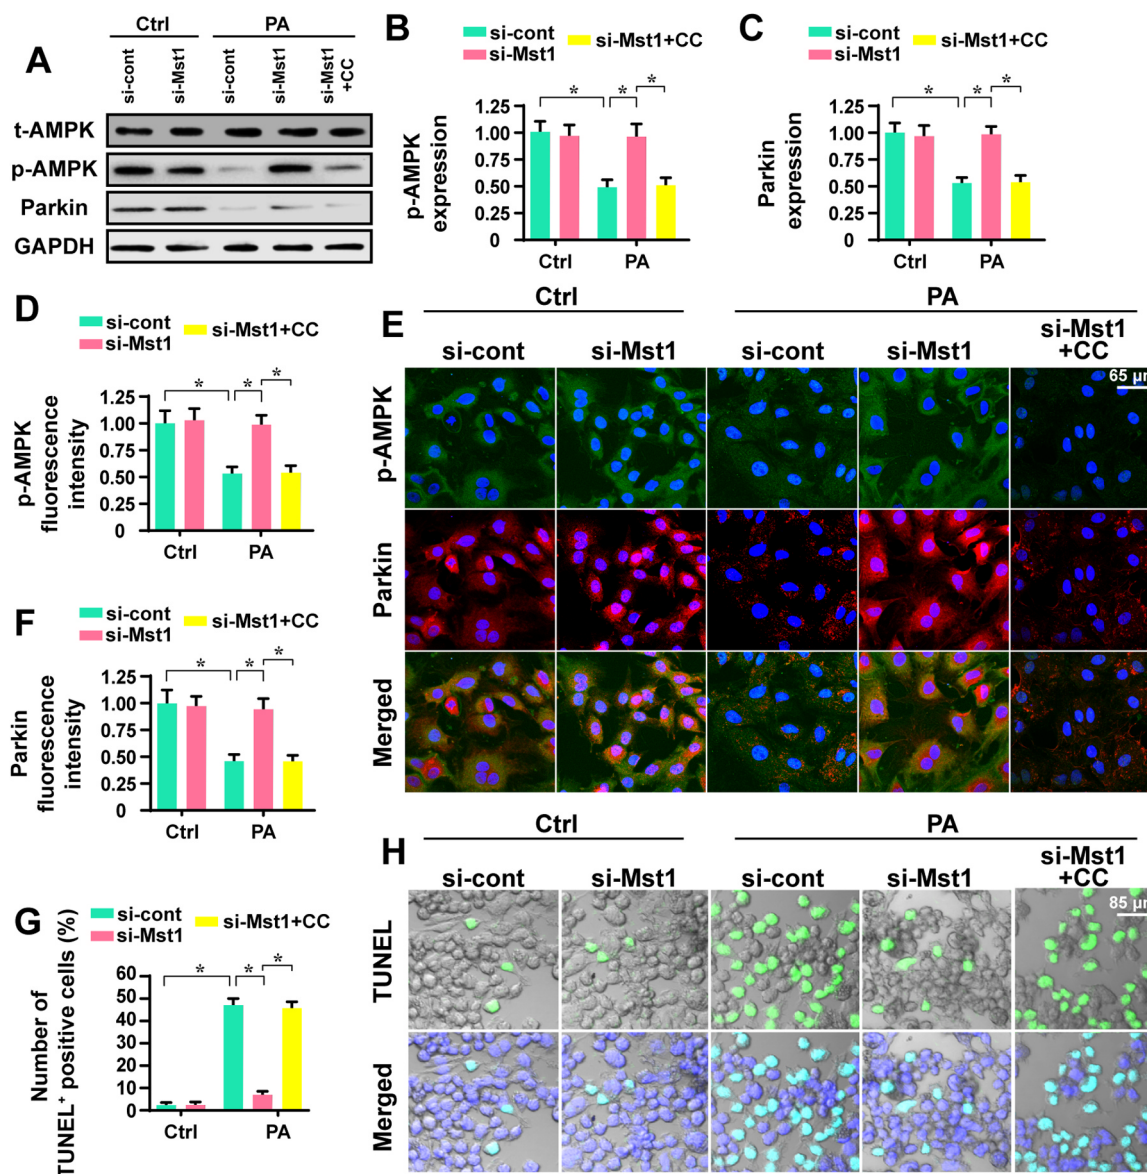 A
Ctrl
PA
si-cont
si-Mst1
si-cont
si-Mst1
si-Mst1
+CC
t-AMPK
p-AMPK
Parkin
GAPDH
B
si-cont
si-Mst1
si-Mst1+CC
* * *
p-AMPK
expression
1.25
1.00
0.75
0.50
0.25
0
Ctrl
PA
C
si-cont
si-Mst1
si-Mst1+CC
* * *
Parkin
expression
1.25
1.00
0.75
0.50
0.25
0
Ctrl
PA
D
si-cont
si-Mst1
si-Mst1+CC
* * *
p-AMPK
fluorescence
intensity
1.25
1.00
0.75
0.50
0.25
0
Ctrl
PA
E
Ctrl
PA
si-cont
si-Mst1
si-cont
si-Mst1
si-Mst1
+CC
65 μm
p-AMPK
Parkin
Merged
F
si-cont
si-Mst1
si-Mst1+CC
* * *
Parkin
fluorescence
intensity
1.25
1.00
0.75
0.50
0.25
0
Ctrl
PA
G
si-cont
si-Mst1
si-Mst1+CC
* * *
Number of
TUNEL⁺ positive cells (%)
60
50
40
30
20
10
0
Ctrl
PA
H
Ctrl
PA
si-cont
si-Mst1
si-cont
si-Mst1
si-Mst1
+CC
85 μm
TUNEL
Merged